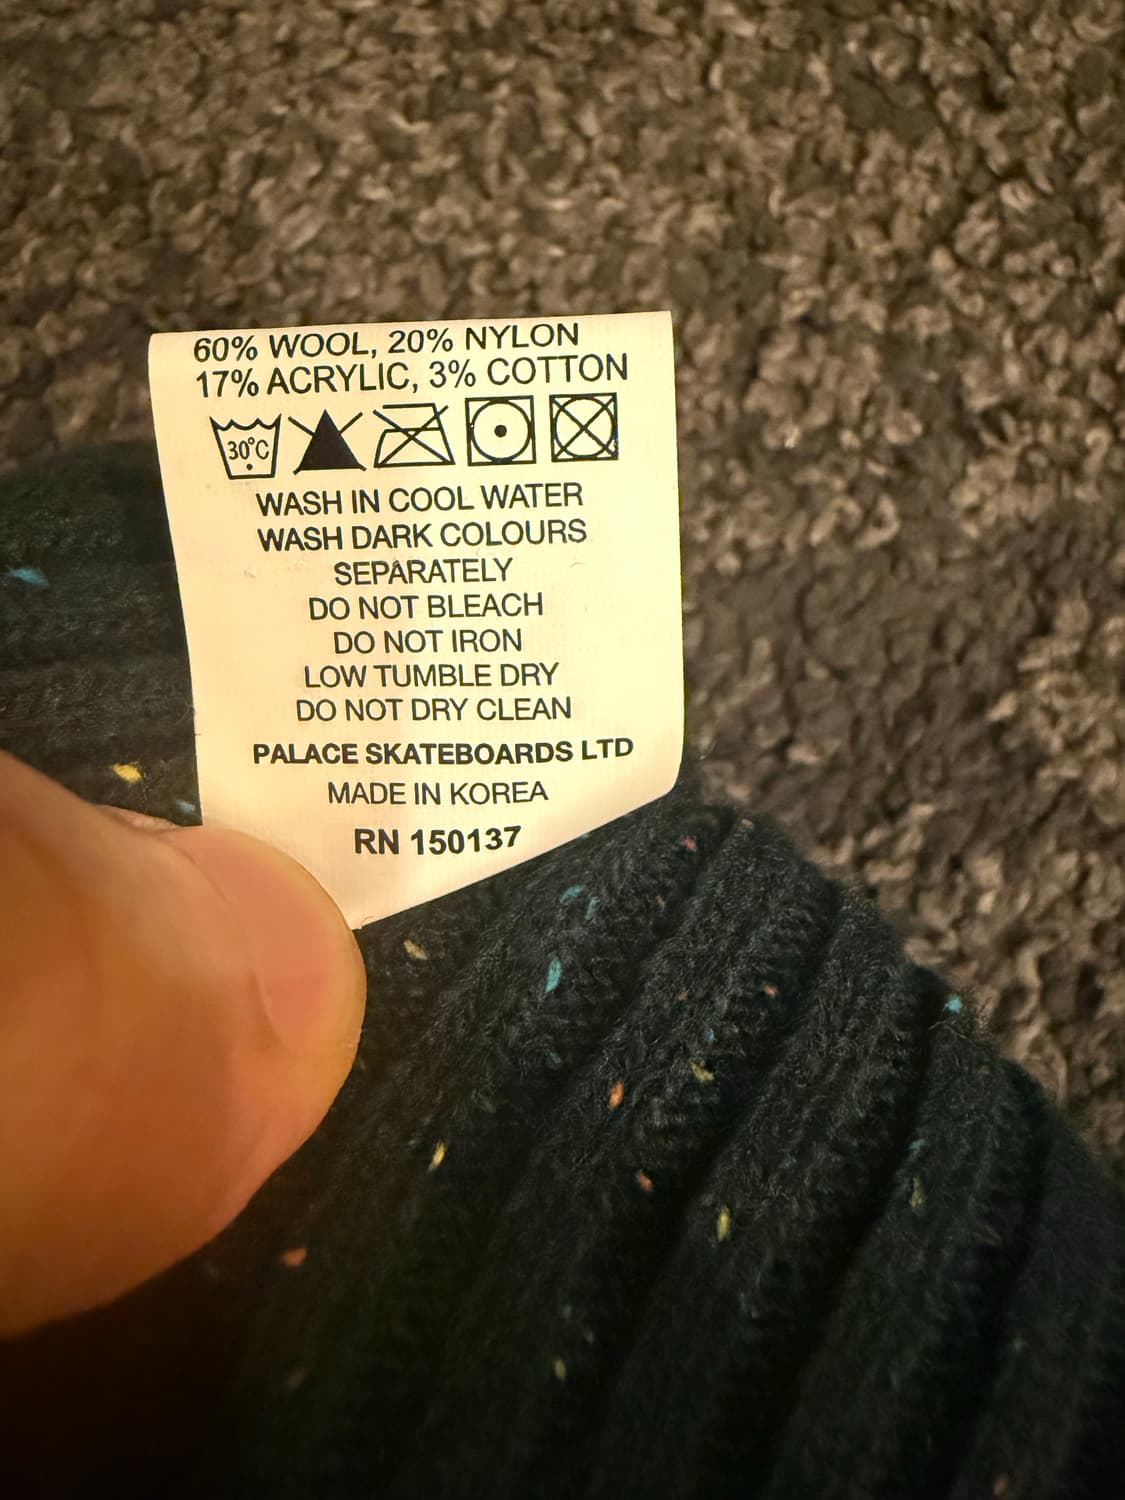 60% WOOL, 20% NYLON
17% ACRYLIC, 3% COTTON
30°C
WASH IN COOL WATER
WASH DARK COLOURS
SEPARATELY
DO NOT BLEACH
DO NOT IRON
LOW TUMBLE DRY
DO NOT DRY CLEAN
PALACE SKATEBOARDS LTD
MADE IN KOREA
RN 150137